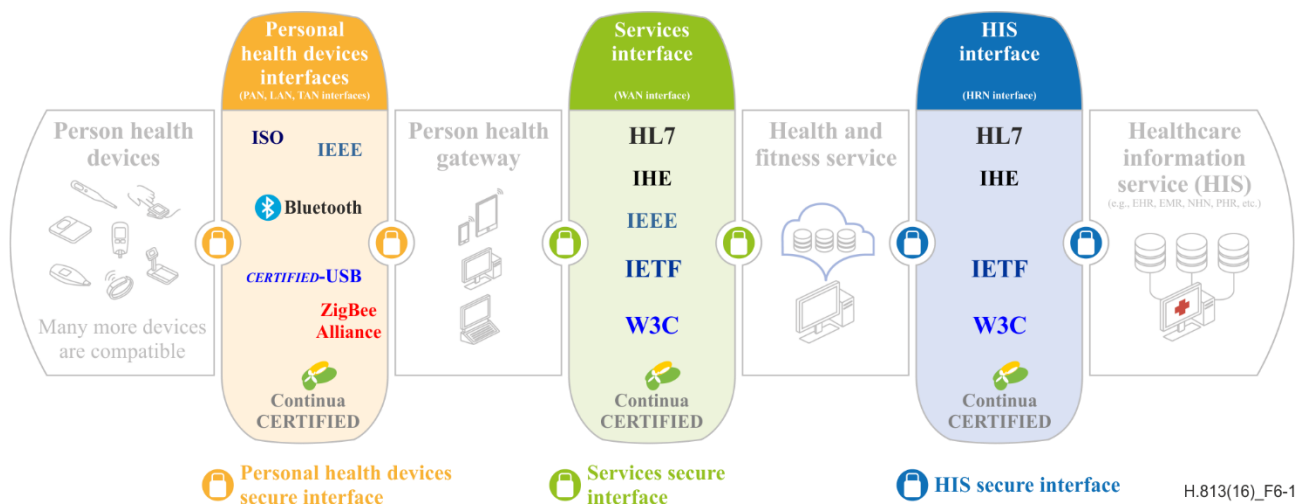 Person health
devices
Many more devices
are compatible
Personal
health devices
interfaces
(PAN, LAN, TAN interfaces)
ISO
IEEE
Bluetooth
CERTIFIED-USB
ZigBee
Alliance
Continua
CERTIFIED
Person health
gateway
Services
interface
(WAN interface)
HL7
IHE
IEEE
IETF
W3C
Continua
CERTIFIED
Health and
fitness service
HIS
interface
(HRN interface)
HL7
IHE
IETF
W3C
Continua
CERTIFIED
Healthcare
information
service (HIS)
(e.g., EHR, EMR, NHN, PHR, etc.)
Personal health devices
secure interface
Services secure
interface
HIS secure interface
H.813(16)_F6-1